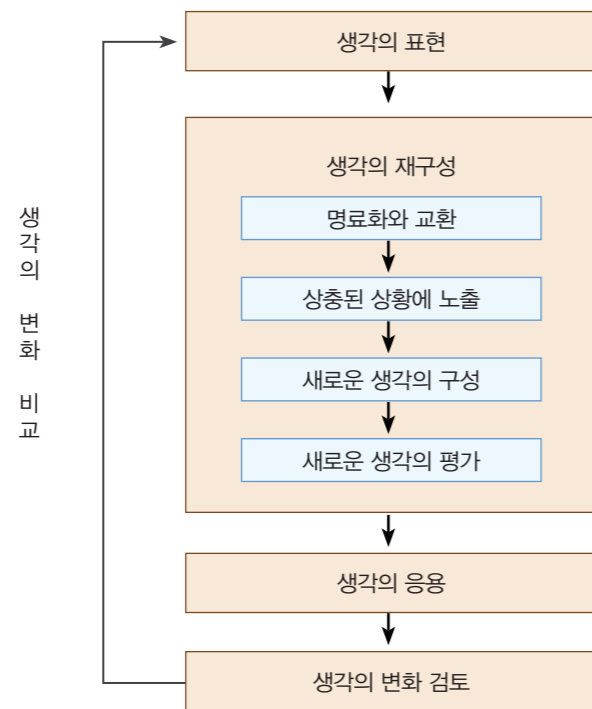 생각의 표현
생각의 재구성
명료화와 교환
상충된 상황에 노출
새로운 생각의 구성
새로운 생각의 평가
생각의 응용
생각의 변화 검토
생각의 변화 비교